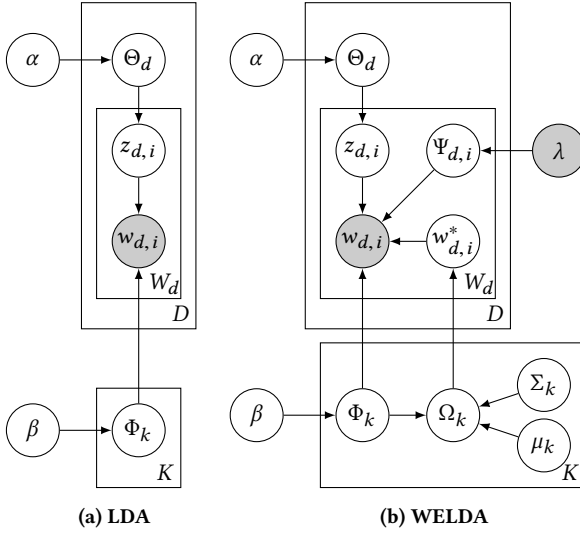 α
Θ_d
z_{d,i}
w_{d,i}
W_d
D
β
Φ_k
K
(a) LDA
α
Θ_d
z_{d,i}
Ψ_{d,i}
λ
w_{d,i}
w^*_{d,i}
W_d
D
Σ_k
β
Φ_k
Ω_k
μ_k
K
(b) WELDA